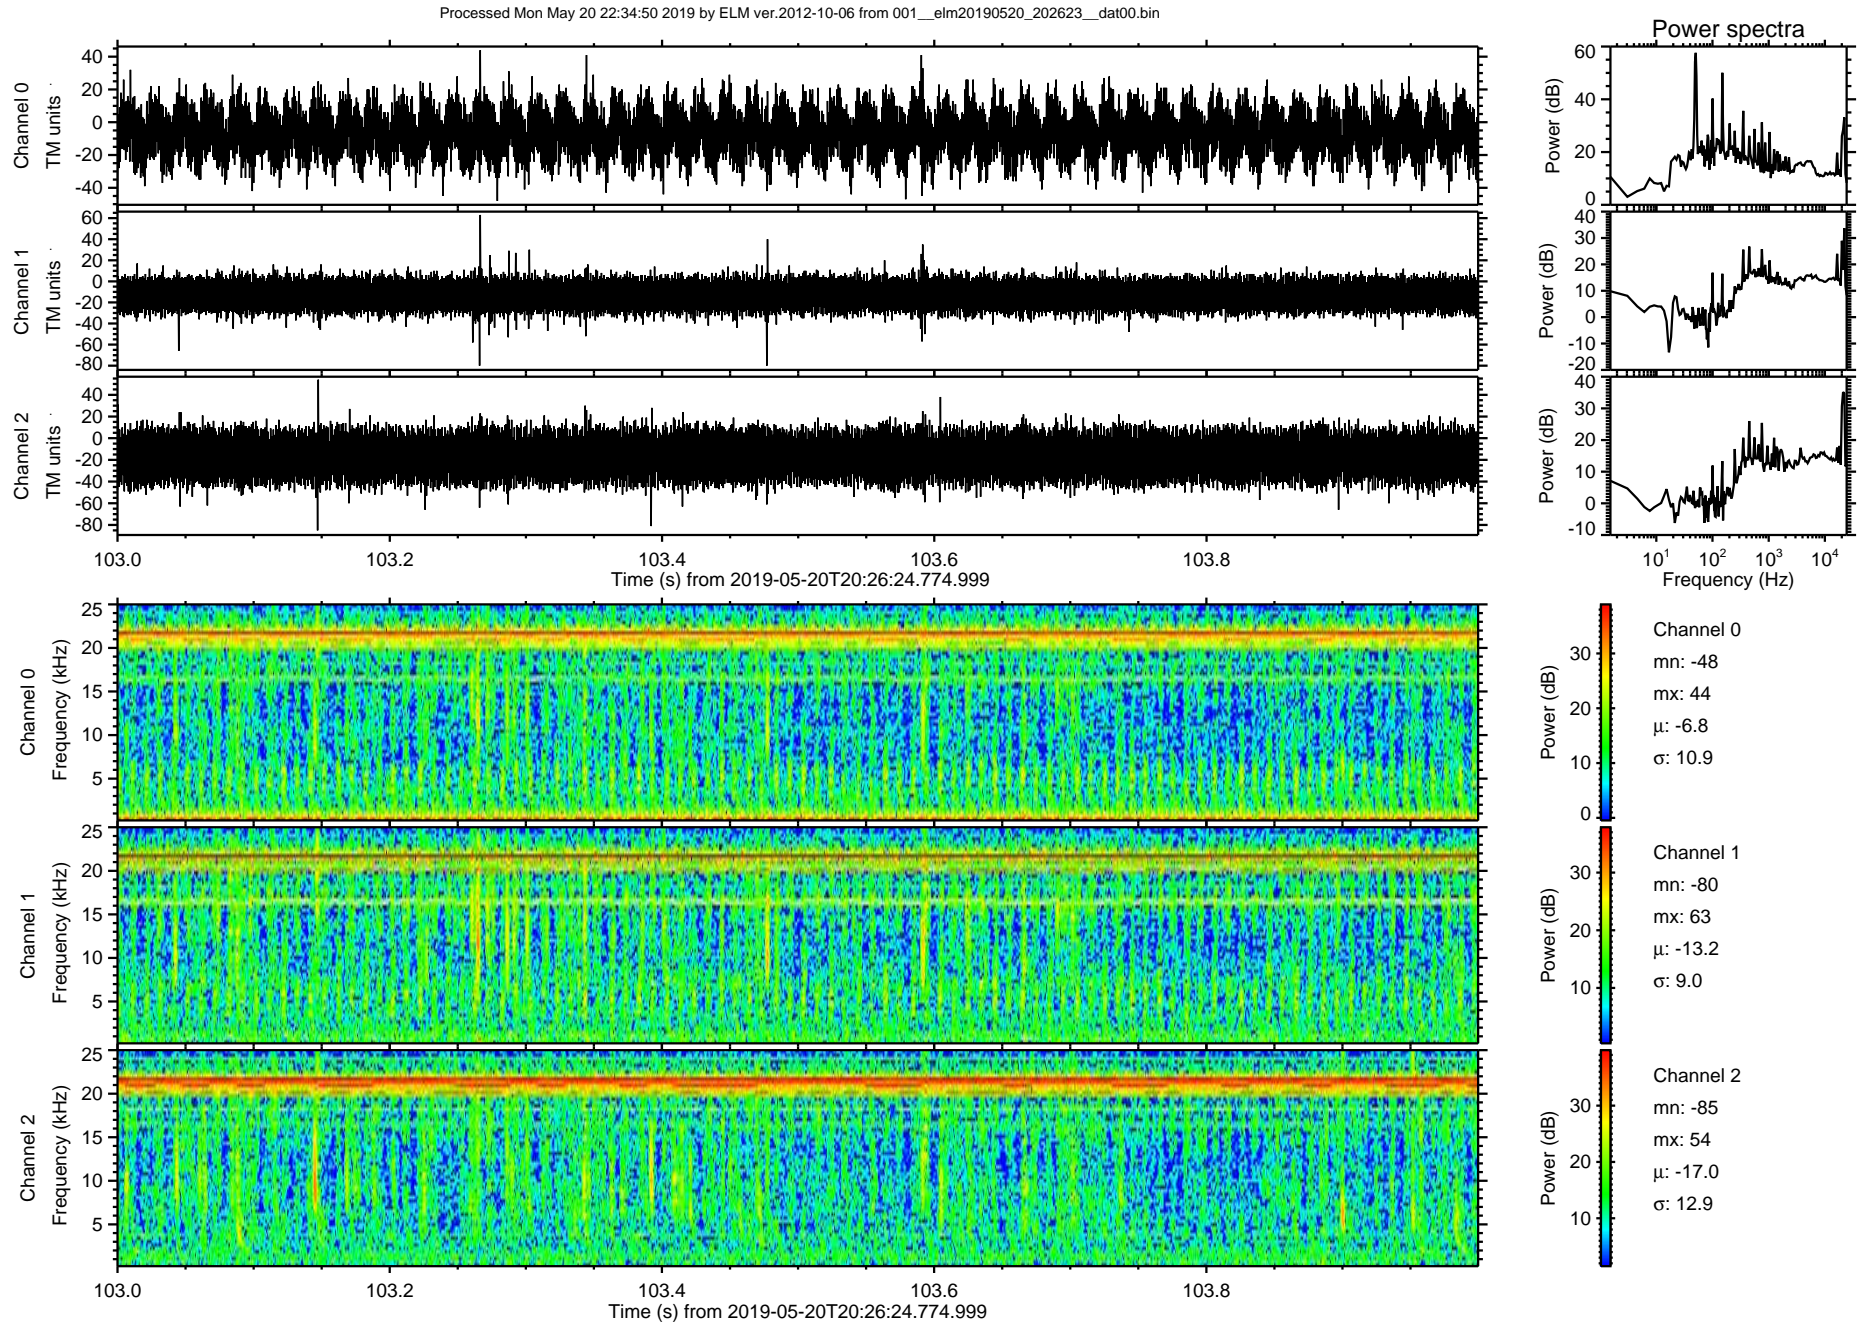 Processed Mon May 20 22:34:50 2019 by ELM ver.2012-10-06 from 001__elm20190520_202623__dat00.bin
Power spectra
Channel 0
TM units
40
20
0
-20
-40
Power (dB)
60
40
20
0
Channel 1
TM units
60
40
20
0
-20
-40
-60
-80
Power (dB)
40
30
20
10
0
-10
-20
Channel 2
TM units
40
20
0
-20
-40
-60
-80
Power (dB)
40
30
20
10
0
-10
103.0 103.2 103.4 103.6 103.8
Time (s) from 2019-05-20T20:26:24.774.999
10¹ 10² 10³ 10⁴
Frequency (Hz)
Channel 0
Frequency (kHz)
25
20
15
10
5
Power (dB)
30
20
10
0
Channel 0
mn: -48
mx: 44
μ: -6.8
σ: 10.9
Channel 1
Frequency (kHz)
25
20
15
10
5
Power (dB)
30
20
10
Channel 1
mn: -80
mx: 63
μ: -13.2
σ: 9.0
Channel 2
Frequency (kHz)
25
20
15
10
5
Power (dB)
30
20
10
Channel 2
mn: -85
mx: 54
μ: -17.0
σ: 12.9
103.0 103.2 103.4 103.6 103.8
Time (s) from 2019-05-20T20:26:24.774.999